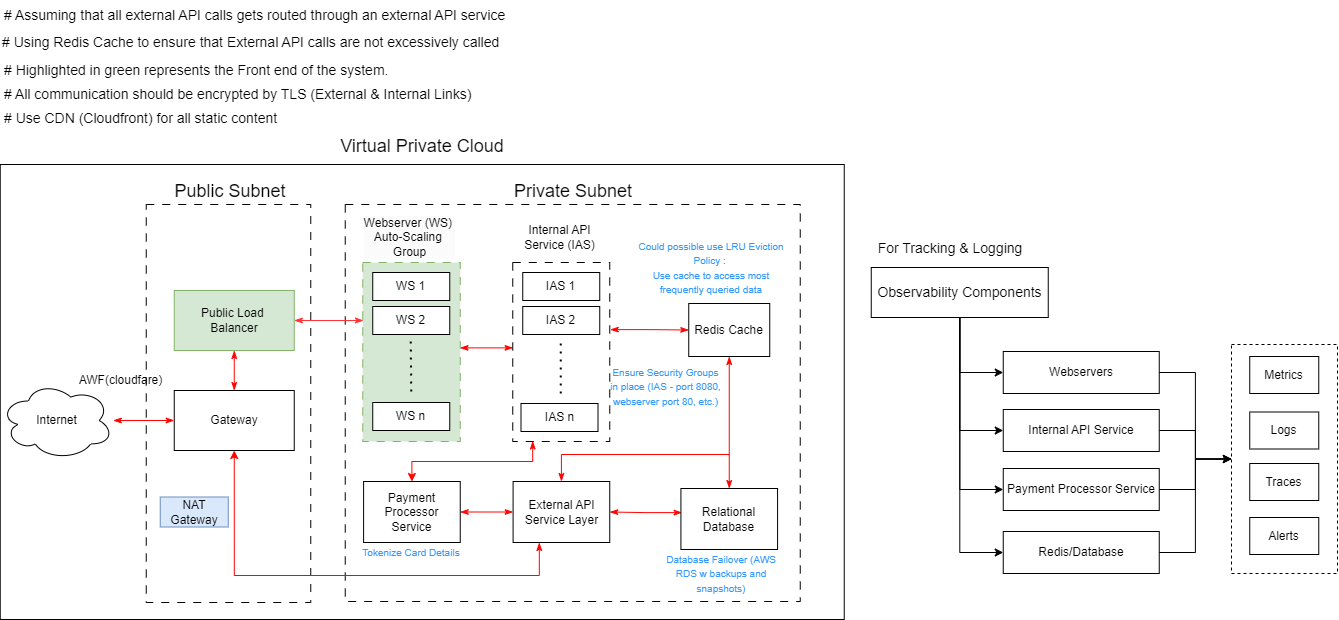 # Assuming that all external API calls gets routed through an external API service
# Using Redis Cache to ensure that External API calls are not excessively called
# Highlighted in green represents the Front end of the system.
# All communication should be encrypted by TLS (External & Internal Links)
# Use CDN (Cloudfront) for all static content
Virtual Private Cloud
Public Subnet
Private Subnet
Webserver (WS)
Auto-Scaling
Group
WS 1
WS 2
WS n
Internal API
Service (IAS)
IAS 1
IAS 2
IAS n
Could possible use LRU Eviction
Policy :
Use cache to access most
frequently queried data
Redis Cache
Ensure Security Groups
in place (IAS - port 8080,
webserver port 80, etc.)
Public Load
Balancer
AWF(cloudfare)
Internet
Gateway
NAT
Gateway
Payment
Processor
Service
Tokenize Card Details
External API
Service Layer
Relational
Database
Database Failover (AWS
RDS w backups and
snapshots)
For Tracking & Logging
Observability Components
Webservers
Internal API Service
Payment Processor Service
Redis/Database
Metrics
Logs
Traces
Alerts